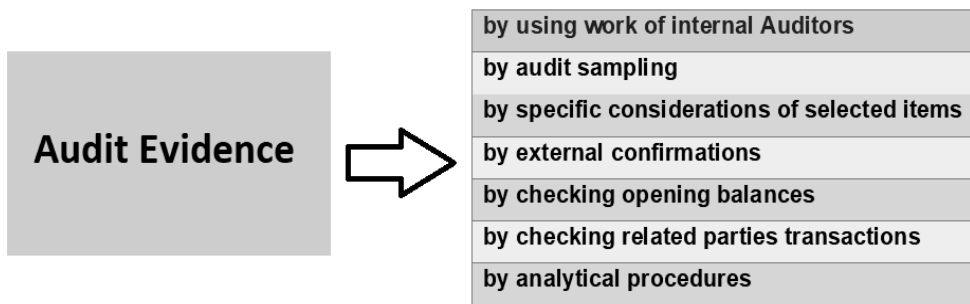 Audit Evidence
by using work of internal Auditors
by audit sampling
by specific considerations of selected items
by external confirmations
by checking opening balances
by checking related parties transactions
by analytical procedures